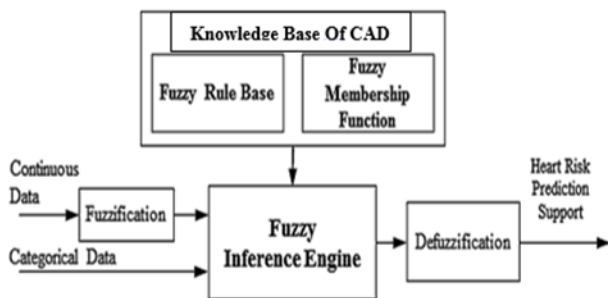 Knowledge Base Of CAD
Fuzzy Rule Base
Fuzzy
Membership
Function
Continuous
Data
Fuzzification
Categorical Data
Fuzzy
Inference Engine
Defuzzification
Heart Risk
Prediction
Support